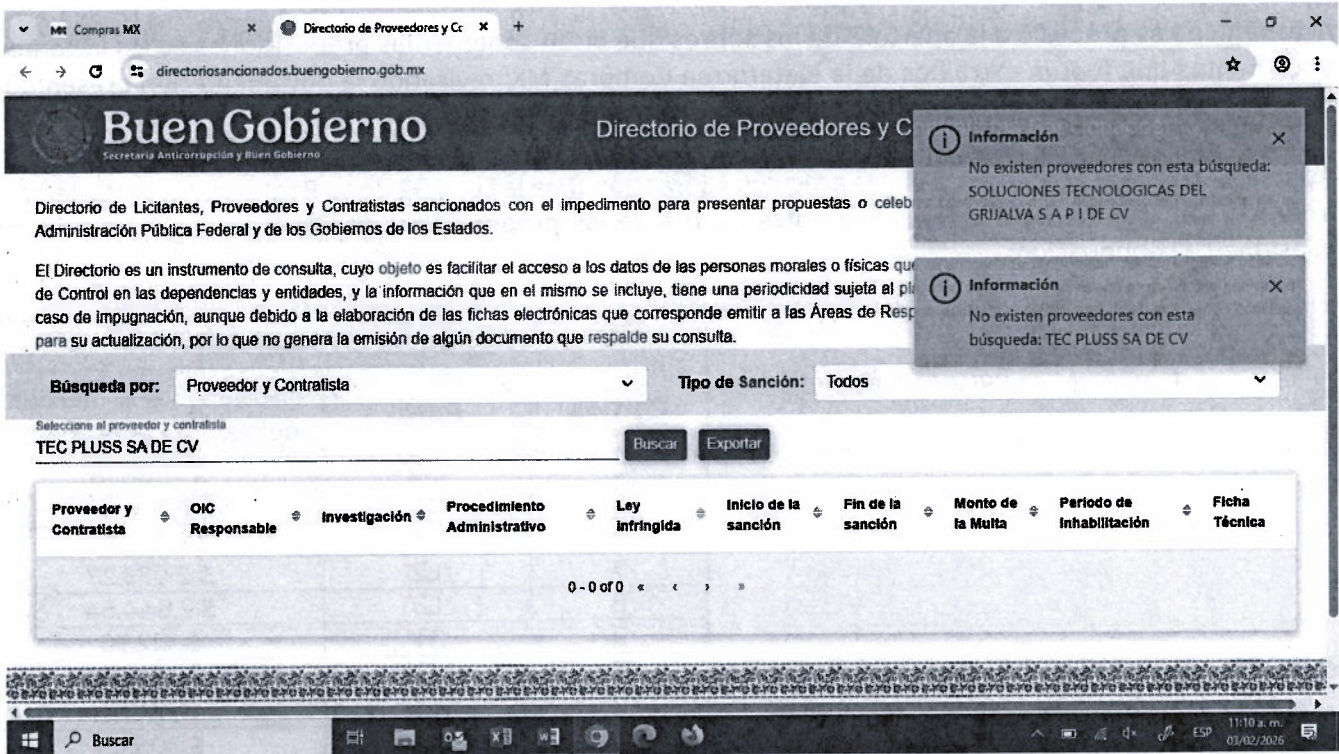 Compras MX
Directorio de Proveedores y Cc
directoriosancionados.buengobierno.gob.mx
Buen Gobierno
Secretaría Anticorrupción y Buen Gobierno
Directorio de Proveedores y C
Información
No existen proveedores con esta búsqueda:
SOLUCIONES TECNOLOGICAS DEL
GRIJALVA S A P I DE CV
Directorio de Licitantes, Proveedores y Contratistas sancionados con el impedimento para presentar propuestas o celeb
Administración Pública Federal y de los Gobiernos de los Estados.
El Directorio es un instrumento de consulta, cuyo objeto es facilitar el acceso a los datos de las personas morales o físicas que
de Control en las dependencias y entidades, y la información que en el mismo se incluye, tiene una periodicidad sujeta al pl
caso de impugnación, aunque debido a la elaboración de las fichas electrónicas que corresponde emitir a las Áreas de Resp
para su actualización, por lo que no genera la emisión de algún documento que respalde su consulta.
Información
No existen proveedores con esta
búsqueda: TEC PLUSS SA DE CV
Búsqueda por: Proveedor y Contratista Tipo de Sanción: Todos
Seleccione al proveedor y contratista
TEC PLUSS SA DE CV Buscar Exportar
Proveedor y Contratista OIC Responsable Investigación Procedimiento Administrativo Ley infringida Inicio de la sanción Fin de la sanción Monto de la Multa Periodo de inhabilitación Ficha Técnica
0 - 0 of 0 « ‹ › »
Buscar
ESP
11:10 a. m.
03/02/2026